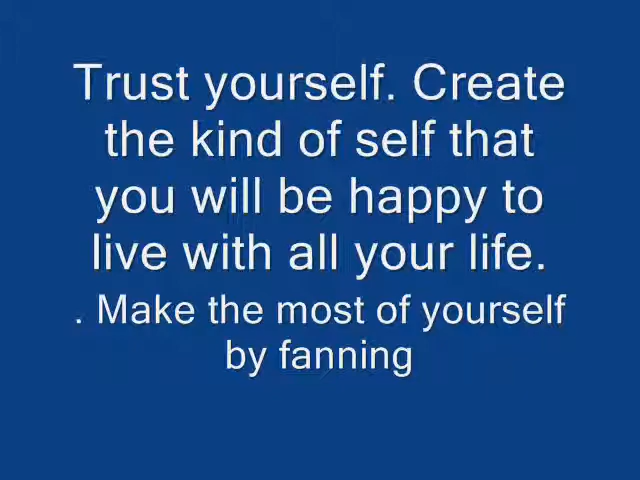 Trust yourself. Create
the kind of self that
you will be happy to
live with all your life.
. Make the most of yourself
by fanning